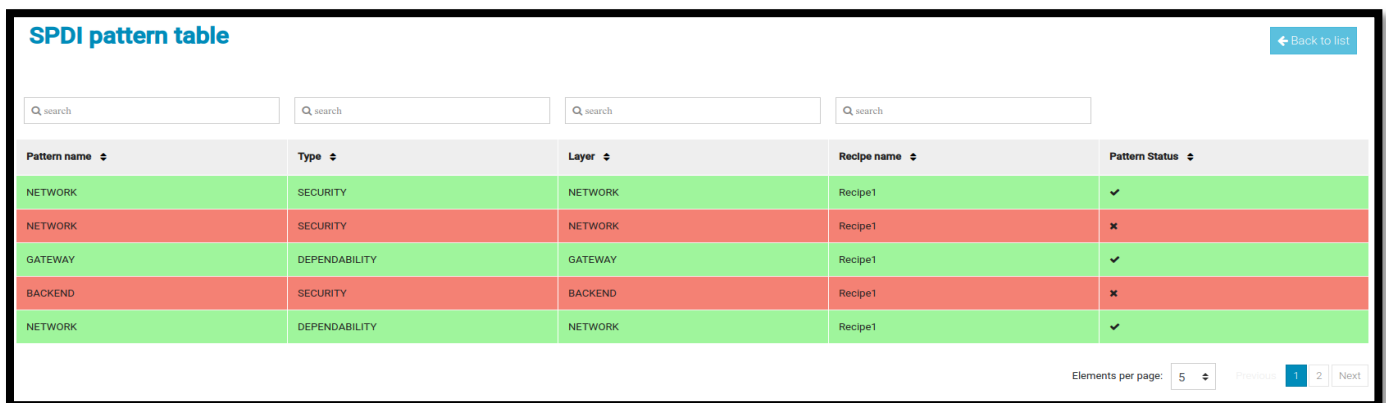 SPDI pattern table
Back to list
search search search search
Pattern name Type Layer Recipe name Pattern Status
NETWORK SECURITY NETWORK Recipe1
NETWORK SECURITY NETWORK Recipe1
GATEWAY DEPENDABILITY GATEWAY Recipe1
BACKEND SECURITY BACKEND Recipe1
NETWORK DEPENDABILITY NETWORK Recipe1
Elements per page: 5 Previous 1 2 Next